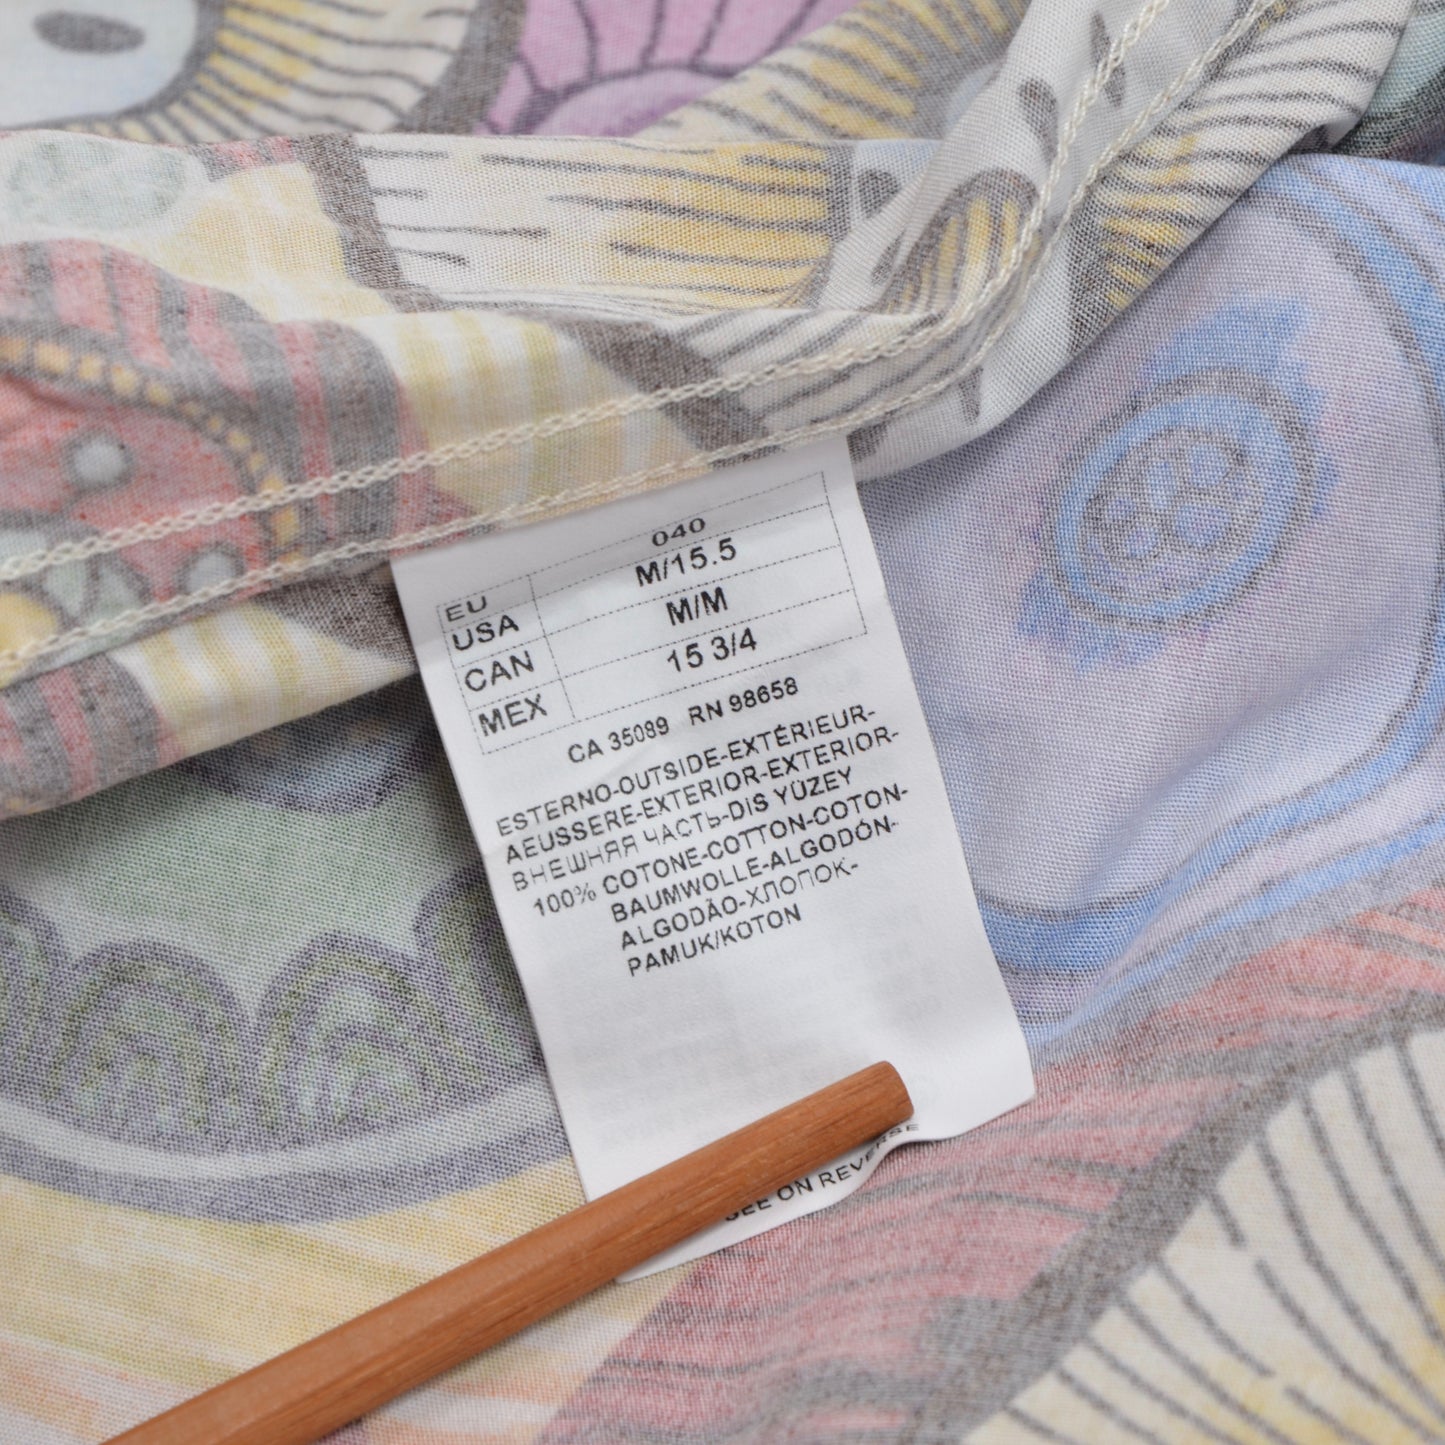 EU 040
USA M/15.5
CAN M/M
MEX 15 3/4
CA 35089 RN 98658
ESTERNO-OUTSIDE-EXTÉRIEUR-
AEUSSERE-EXTERIOR-EXTERIOR-
ВНЕШНЯЯ ЧАСТЬ-DIS YÜZEY
100% COTONE-COTTON-COTON-
BAUMWOLLE-ALGODÓN-
ALGODÃO-ХЛОПОК-
PAMUK/KOTON
SEE ON REVERSE